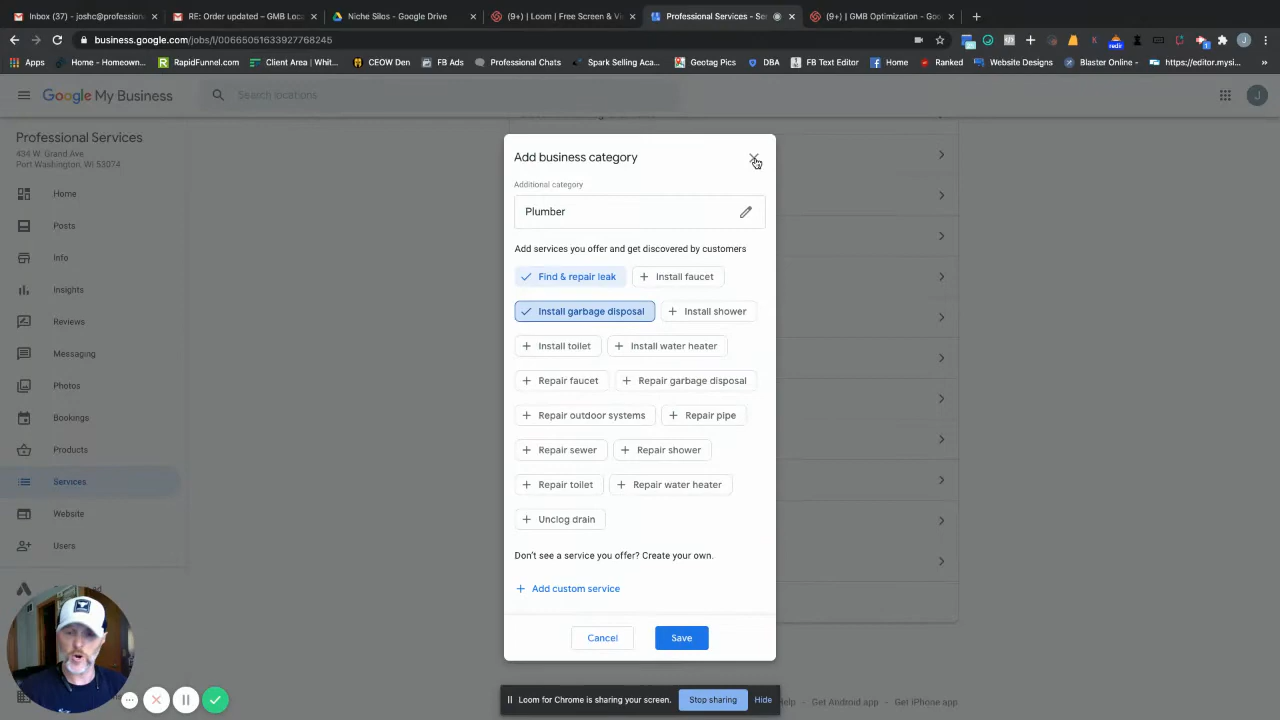 Inbox (31) - joshc@profession
RE: Order updated – GMB Loca
Niche Silos - Google Drive
(9+) Loom | Free Screen & Vi
Professional Services - Se
(9+) GMB Optimization - Goo
business.google.com/jobs/l/00665061633927768245
Apps
Home - Homeown...
RapidFunnel.com
Client Area | Whit...
CEOW Den
FB Ads
Professional Chats
Spark Selling Aca...
Geotag Pics
DBA
FB Text Editor
Home
Ranked
Website Designs
Blaster Online -
https://editor.mysi...
Google My Business
Search locations
J
Professional Services
434 W. Grand Ave
Port Washington, WI 53074
Home
Posts
Info
Insights
Reviews
Messaging
Photos
Bookings
Products
Services
Website
Users
Add business category
Additional category
Plumber
Add services you offer and get discovered by customers
Find & repair leak
Install faucet
Install garbage disposal
Install shower
Install toilet
Install water heater
Repair faucet
Repair garbage disposal
Repair outdoor systems
Repair pipe
Repair sewer
Repair shower
Repair toilet
Repair water heater
Unclog drain
Don't see a service you offer? Create your own.
Add custom service
Cancel
Save
Loom for Chrome is sharing your screen.
Stop sharing
Hide
Get Android app
Get iPhone app